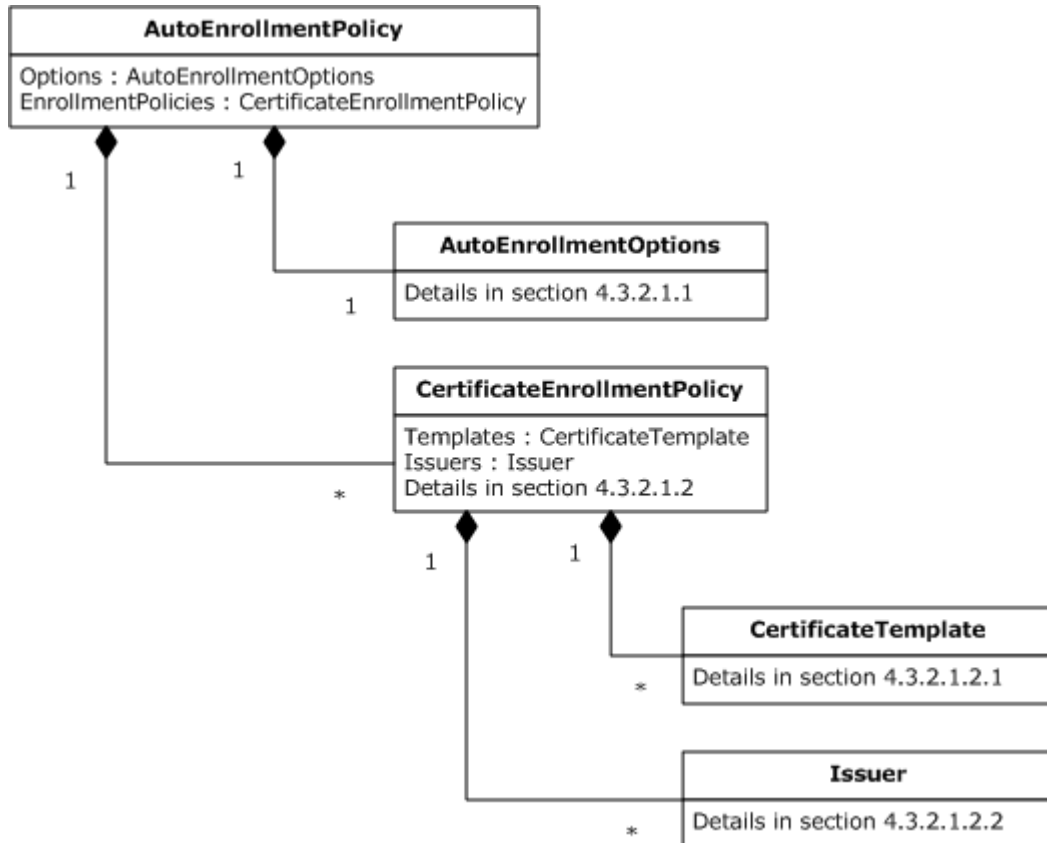 AutoEnrollmentPolicy
Options : AutoEnrollmentOptions
EnrollmentPolicies : CertificateEnrollmentPolicy
1
1
AutoEnrollmentOptions
Details in section 4.3.2.1.1
1
CertificateEnrollmentPolicy
Templates : CertificateTemplate
Issuers : Issuer
Details in section 4.3.2.1.2
*
1
1
CertificateTemplate
Details in section 4.3.2.1.2.1
*
Issuer
Details in section 4.3.2.1.2.2
*